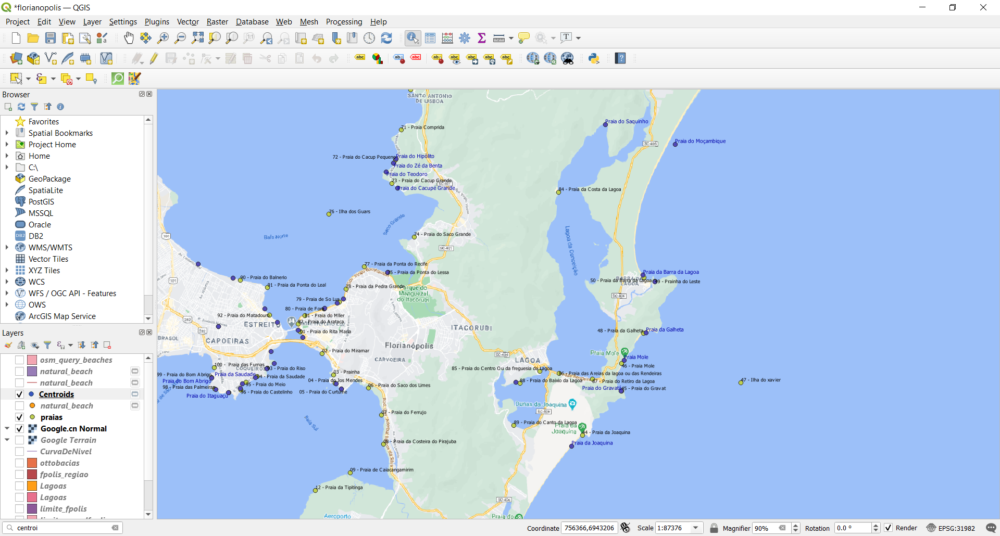 *florianopolis — QGIS
Project Edit View Layer Settings Plugins Vector Raster Database Web Mesh Processing Help
Browser
Favorites
Spatial Bookmarks
Project Home
Home
C:\
GeoPackage
SpatiaLite
PostGIS
MSSQL
Oracle
DB2
WMS/WMTS
Vector Tiles
XYZ Tiles
WCS
WFS / OGC API - Features
OWS
ArcGIS Map Service
Layers
osm_query_beaches
natural_beach
natural_beach
Centroids
natural_beach
praias
Google.cn Normal
Google Terrain
CurvaDeNivel
ottobacias
fpolis_regiao
Lagoas
Lagoas
limite_fpolis
SANTO ANTONIO
DE LISBOA
71 - Praia Comprida
Praia do Saquinho
Praia do Moçambique
SC-406
72 - Praia do Cacup Pequeno
Praia do Hipólito
Praia do Zé da Benta
Praia do Teodoro
73 - Praia do Cacup Grande
SC-401
Praia do Cacupé Grande
84 - Praia da Costa da Lagoa
76 - Ilha dos Guars
Saco Grande
Baía Norte
74 - Praia do Saco Grande
SC-401
Lagoa da Conceição
101
77 - Praia da Ponta do Recife
75 - Praia da Ponta do Lessa
Praia da Barra da Lagoa
50 - Praia da Barra da Lagoa
49 - Prainha do Leste
LAGOA
101
90 - Praia do Balnerio
91 - Praia da Ponta do Leal
78 - Praia da Pedra Grande
Parque do
Manguezal
do Itacorubi
SC-406
79 - Praia de So Lus
80 - Praia de Fora
92 - Praia do Matadouro
81 - Praia do Mller
82 - Praia do Arataca
282
ESTREITO
01 - Praia do Rita Maria
ITACORUBI
48 - Praia da Galheta
Praia da Galheta
282
BRASOL
CAPOEIRAS
Florianópolis
02 - Praia do Miramar
CARVOEIRA
SC-404
LAGOA
Praia Mole
Praia Mole
46 - Praia Mole
100 - Praia das Furnas
COQUEIROS
93 - Praia do Riso
99 - Praia do Bom Abrigo
Praia da Saudade
94 - Praia da Saudade
03 - Prainha
85 - Praia do Centro Ou da freguesia da Lagoa
86 - Praia das Areias da lagoa ou das Rendeiras
Praia do Bom Abrigo
04 - Praia do Jos Mendes
88 - Praia do Baixio da Lagoa
87 - Praia do Retiro da Lagoa
47 - Ilha do xavier
98 - Praia das Palmeiras
95 - Praia do Meio
06 - Praia do Saco dos Limes
Praia do Gravatá
45 - Praia do Gravat
96 - Praia do Castelinho
05 - Praia do Curtume
Praia do Itaguaçu
Dunas da Joaquina
SC-406
07 - Praia do Ferrujo
Baía Sul
89 - Praia do Canto da Lagoa
Praia da
Joaquina
44 - Praia da Joaquina
08 - Praia da Costeira do Pirajuba
Praia da Joaquina
09 - Praia de Caiacangamirim
12 - Praia da Tipitinga
SC-406
Aeroporto
Praia do
centroi
Coordinate 756366,6943206 Scale 1:87376 Magnifier 90% Rotation 0.0 ° Render EPSG:31982